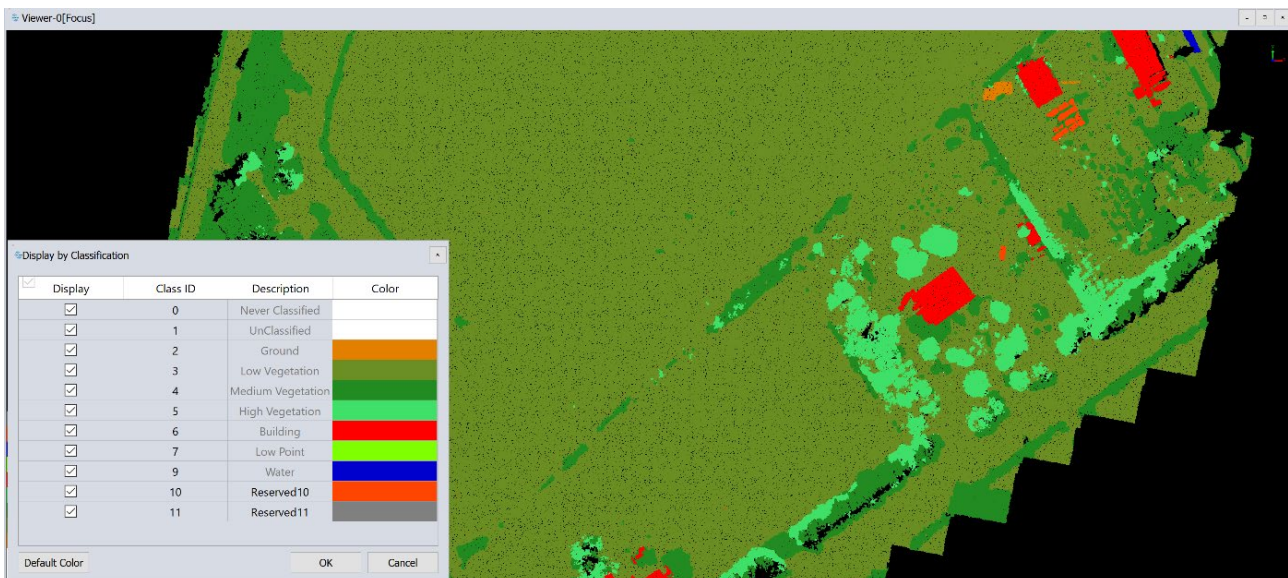 Viewer-0[Focus]
Display by Classification
Display Class ID Description Color
0 Never Classified
1 UnClassified
2 Ground
3 Low Vegetation
4 Medium Vegetation
5 High Vegetation
6 Building
7 Low Point
9 Water
10 Reserved10
11 Reserved11
Default Color OK Cancel